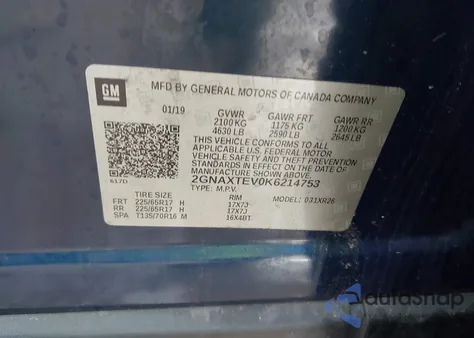 GM
MFD BY GENERAL MOTORS OF CANADA COMPANY
01/19 GVWR GAWR FRT GAWR RR
2100 KG 1175 KG 1200 KG
4630 LB 2590 LB 2645 LB
THIS VEHICLE CONFORMS TO ALL
APPLICABLE U.S. FEDERAL MOTOR
VEHICLE SAFETY, BUMPER, AND THEFT
PREVENTION STANDARDS IN EFFECT ON
THE DATE OF MANUFACTURE
SHOWN ABOVE.
617D 2GNAXTEV0K6214753
TYPE: M.P.V.
TIRE SIZE RIM 031XR26
FRT 225/65R17 H 17X7J
RR 225/65R17 H 17X7J
SPA T135/70R16 M 16X4BT
autosnap